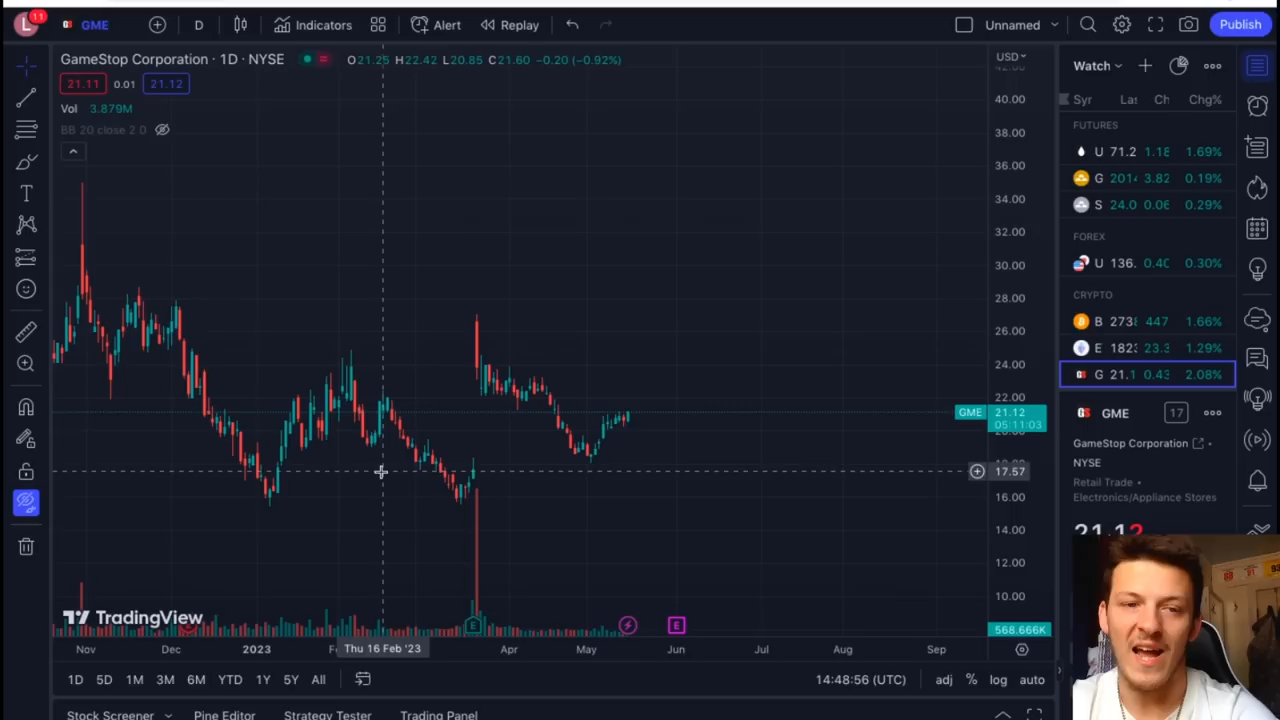 L 11 GME D Indicators Alert Replay Unnamed Publish
GameStop Corporation · 1D · NYSE O21.25 H22.42 L20.85 C21.60 -0.20 (-0.92%)
21.11 0.01 21.12
Vol 3.879M
BB 20 close 2 0
USD
42.00
40.00
38.00
36.00
34.00
32.00
30.00
28.00
26.00
24.00
22.00
GME 21.12
05:11:03
20.00
17.57
16.00
14.00
12.00
10.00
568.666K
TradingView
E E
Nov Dec 2023 Thu 16 Feb '23 Apr May Jun Jul Aug Sep
1D 5D 1M 3M 6M YTD 1Y 5Y All 14:48:56 (UTC) adj % log auto
Stock Screener Pine Editor Strategy Tester Trading Panel
Watch
Syr Las Ch Chg%
FUTURES
U 71.2 1.18 1.69%
G 2014 3.82 0.19%
S 24.0 0.06 0.29%
FOREX
U 136. 0.40 0.30%
CRYPTO
B 2738 447 1.66%
E 1823 23.3 1.29%
G 21.1 0.43 2.08%
GME 17
GameStop Corporation
NYSE
Retail Trade
Electronics/Appliance Stores
21.12